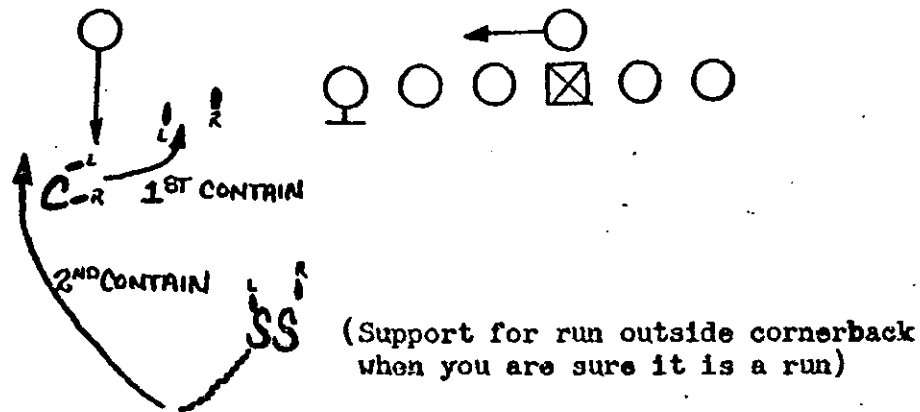 L
R
L
C
R
1ST CONTAIN
2ND CONTAIN
L
R
SS
(Support for run outside cornerback
when you are sure it is a run)